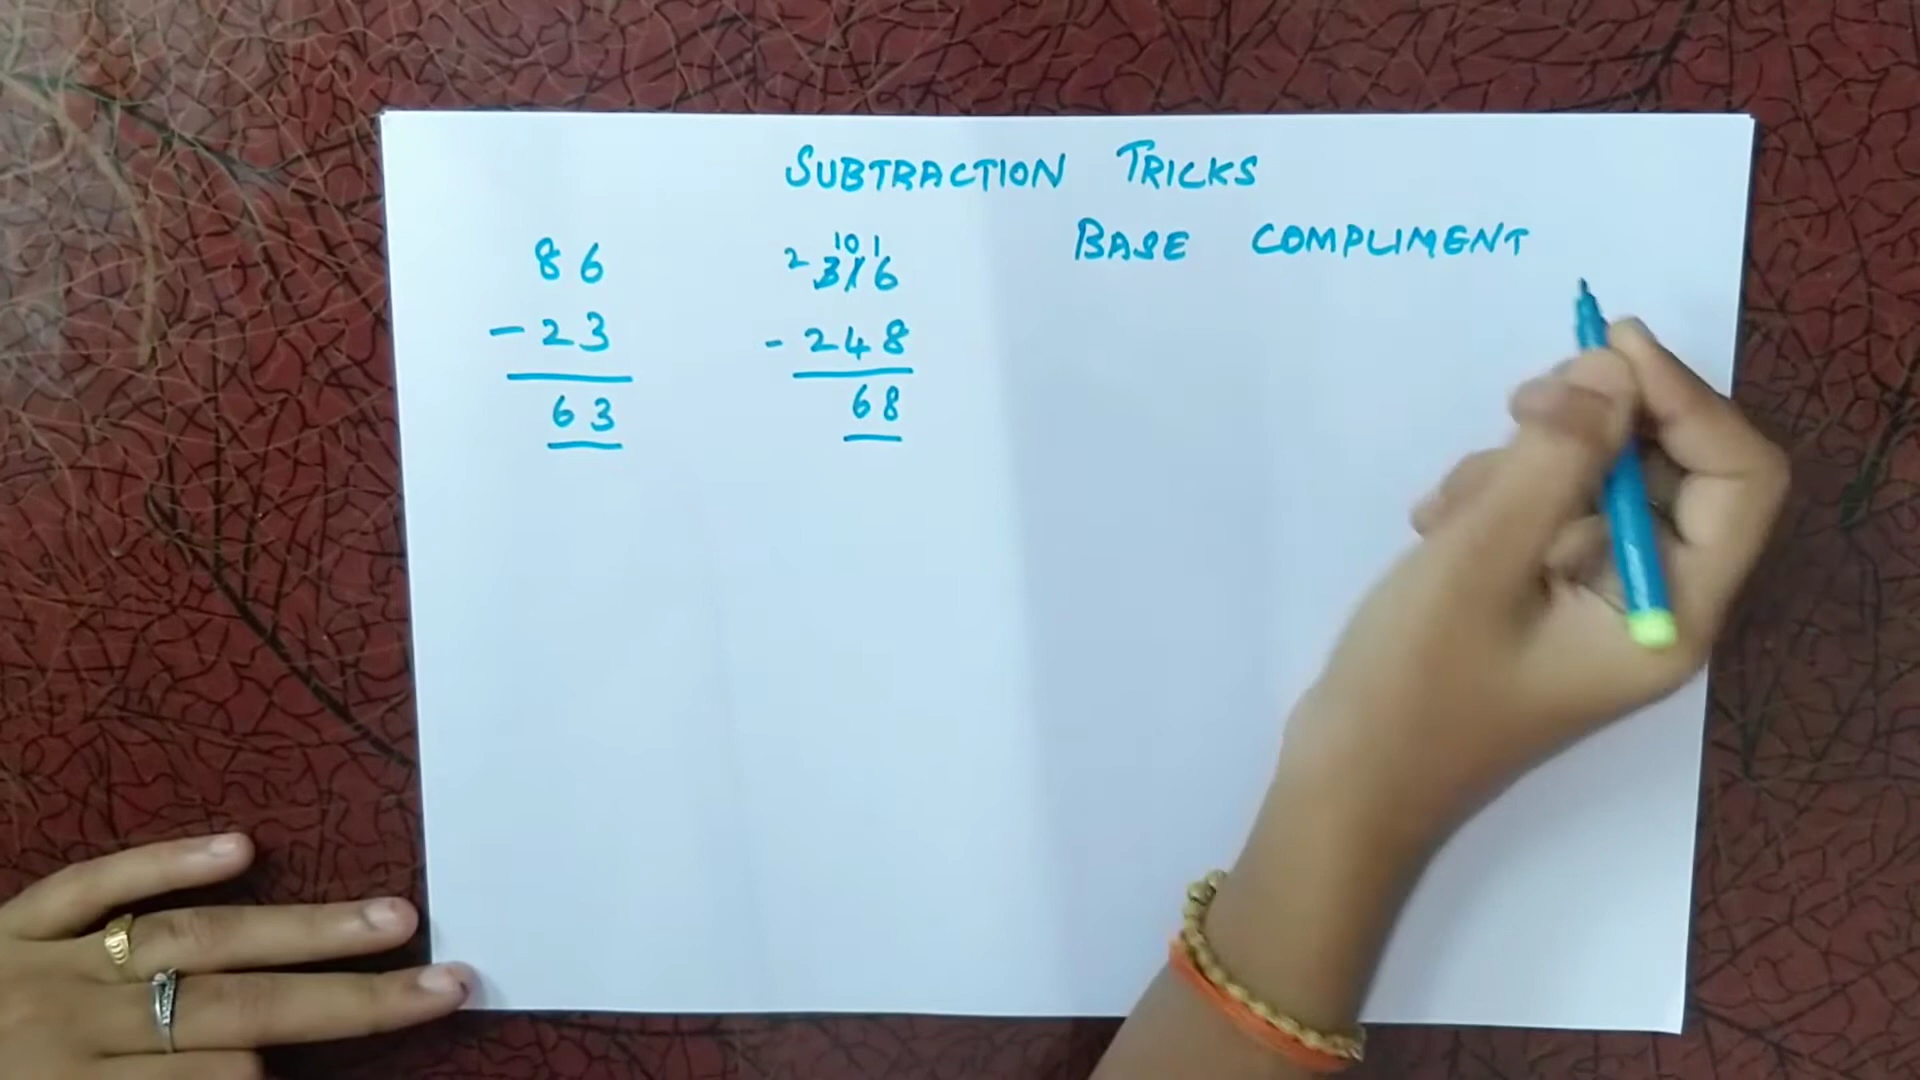 SUBTRACTION TRICKS
BASE COMPLIMENT
86
- 23
63
2 10 1
316
- 248
68